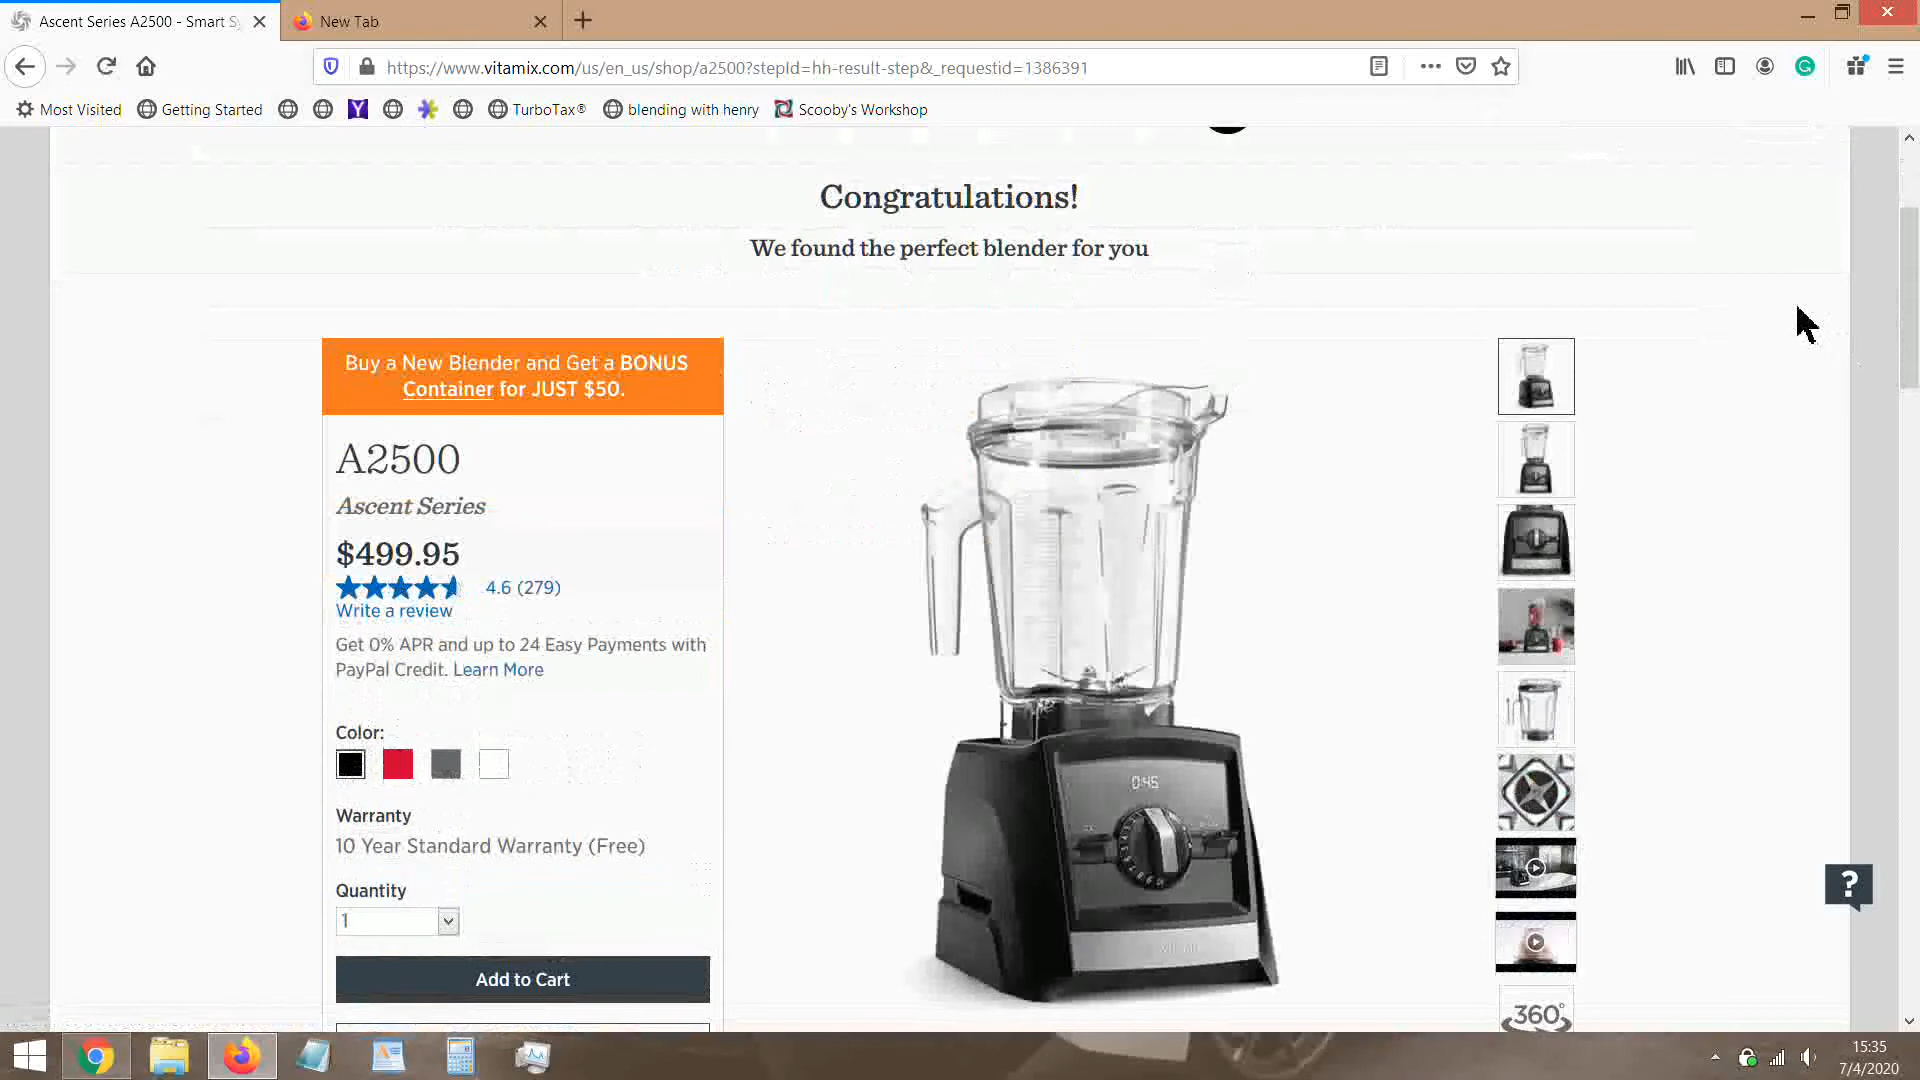 Ascent Series A2500 - Smart Sy
New Tab
https://www.vitamix.com/us/en_us/shop/a2500?stepId=hh-result-step&_requestid=1386391
Most Visited
Getting Started
TurboTax®
blending with henry
Scooby's Workshop
Congratulations!
We found the perfect blender for you
Buy a New Blender and Get a BONUS
Container for JUST $50.
A2500
Ascent Series
$499.95
4.6 (279)
Write a review
Get 0% APR and up to 24 Easy Payments with
PayPal Credit. Learn More
Color:
Warranty
10 Year Standard Warranty (Free)
Quantity
1
Add to Cart
0:45
360°
?
15:35
7/4/2020